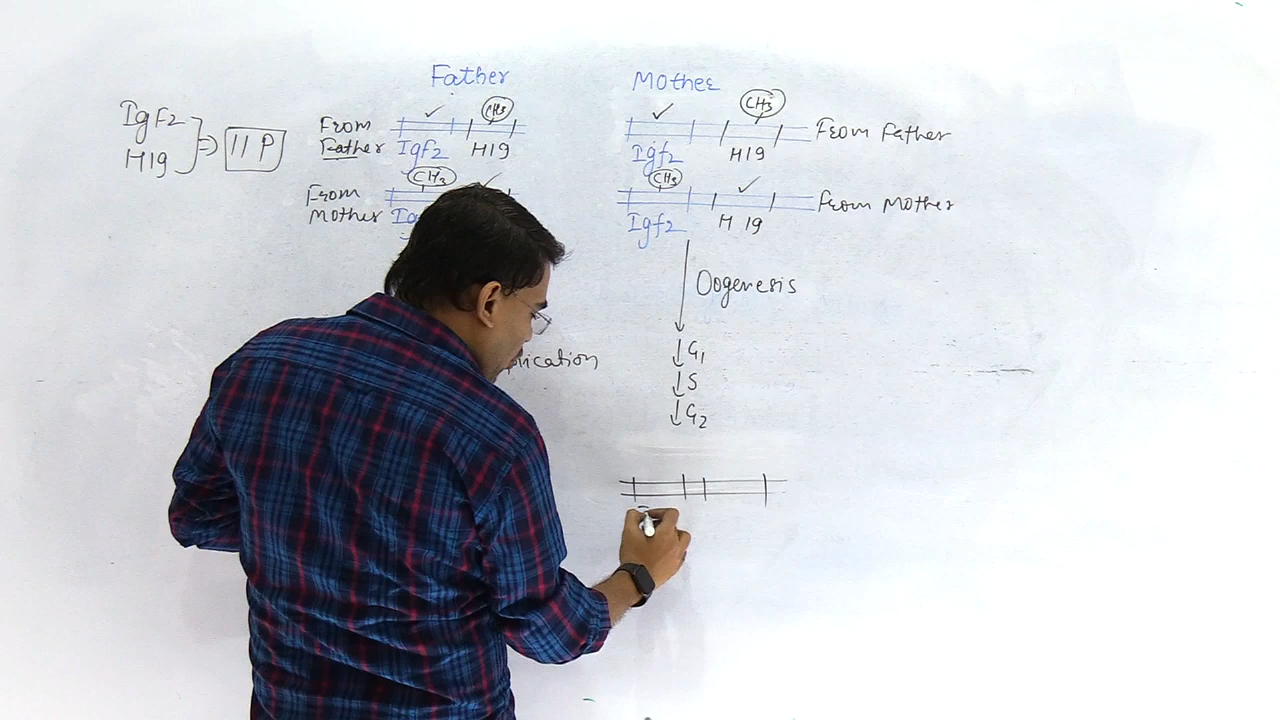 Father
Mother
IgF2
H19
11 P
From Father
CH3
Igf2
H19
From Mother
CH3
CH3
Igf2
H19
From Father
CH3
Igf2
H 19
From Mother
Oogenesis
G1
S
G2